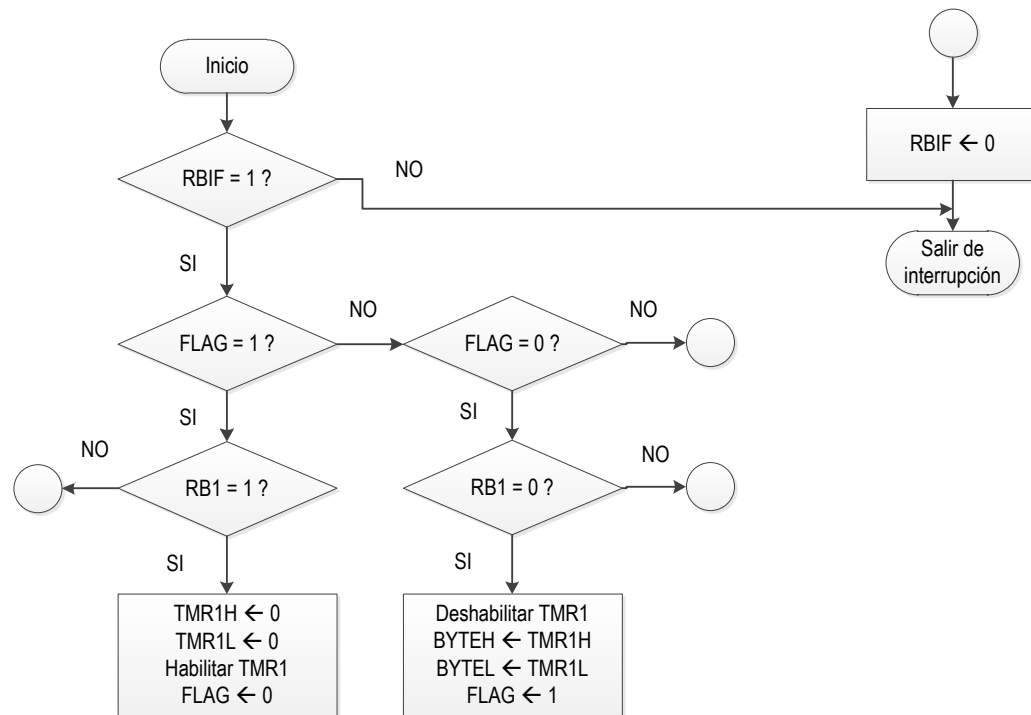 Inicio
RBIF = 1 ?
NO
RBIF ← 0
Salir de
interrupción
SI
FLAG = 1 ?
NO
FLAG = 0 ?
NO
SI
SI
NO
RB1 = 1 ?
RB1 = 0 ?
NO
SI
SI
TMR1H ← 0
TMR1L ← 0
Habilitar TMR1
FLAG ← 0
Deshabilitar TMR1
BYTEH ← TMR1H
BYTEL ← TMR1L
FLAG ← 1